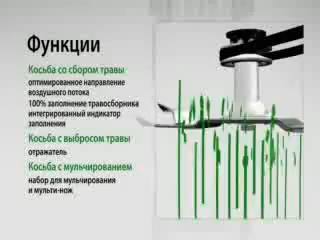 Функции
Косьба со сбором травы
оптимированное направление
воздушного потока
100% заполнение травосборника
интегрированный индикатор
заполнения
Косьба с выбросом травы
отражатель
Косьба с мульчированием
набор для мульчирования
и мульти-нож